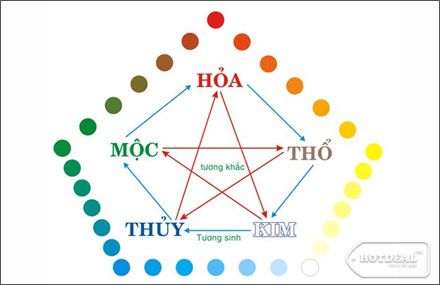 HỎA
MỘC
THỔ
tương khắc
THỦY
Tương sinh
KIM
HOTDEAL